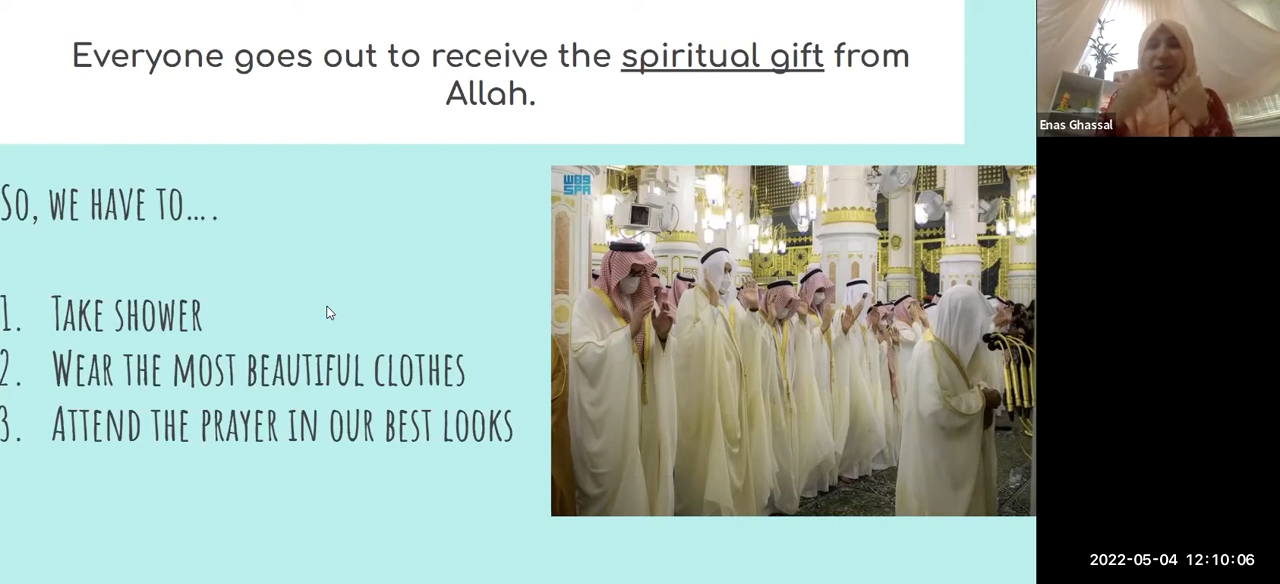 Everyone goes out to receive the spiritual gift from
Allah.
Enas Ghassal
So, we have to....
1. Take shower
2. Wear the most beautiful clothes
3. Attend the prayer in our best looks
واس
SPA
2022-05-04 12:10:06